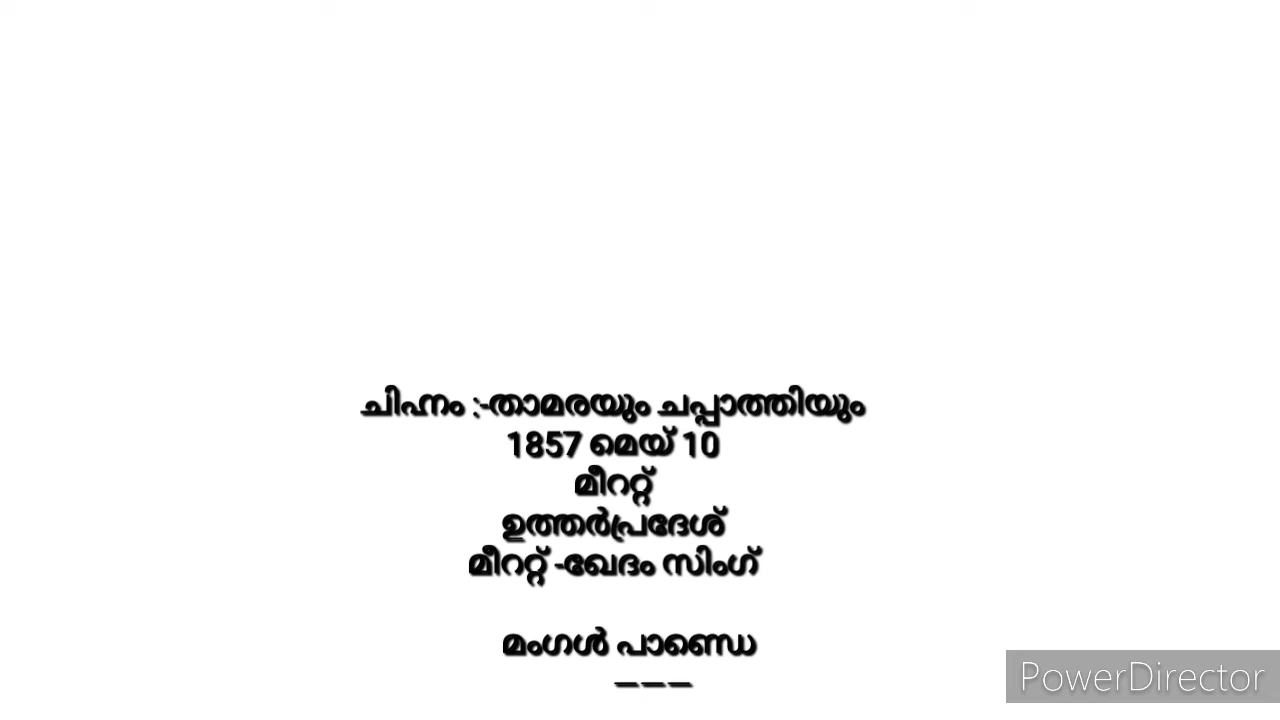 ചിഹ്നം :-താമരയും ചപ്പാത്തിയും
1857 മെയ് 10
മീററ്റ്
ഉത്തർപ്രദേശ്
മീററ്റ് -ഖേദം സിംഗ്
മംഗൾ പാണ്ഡെ
———
PowerDirector